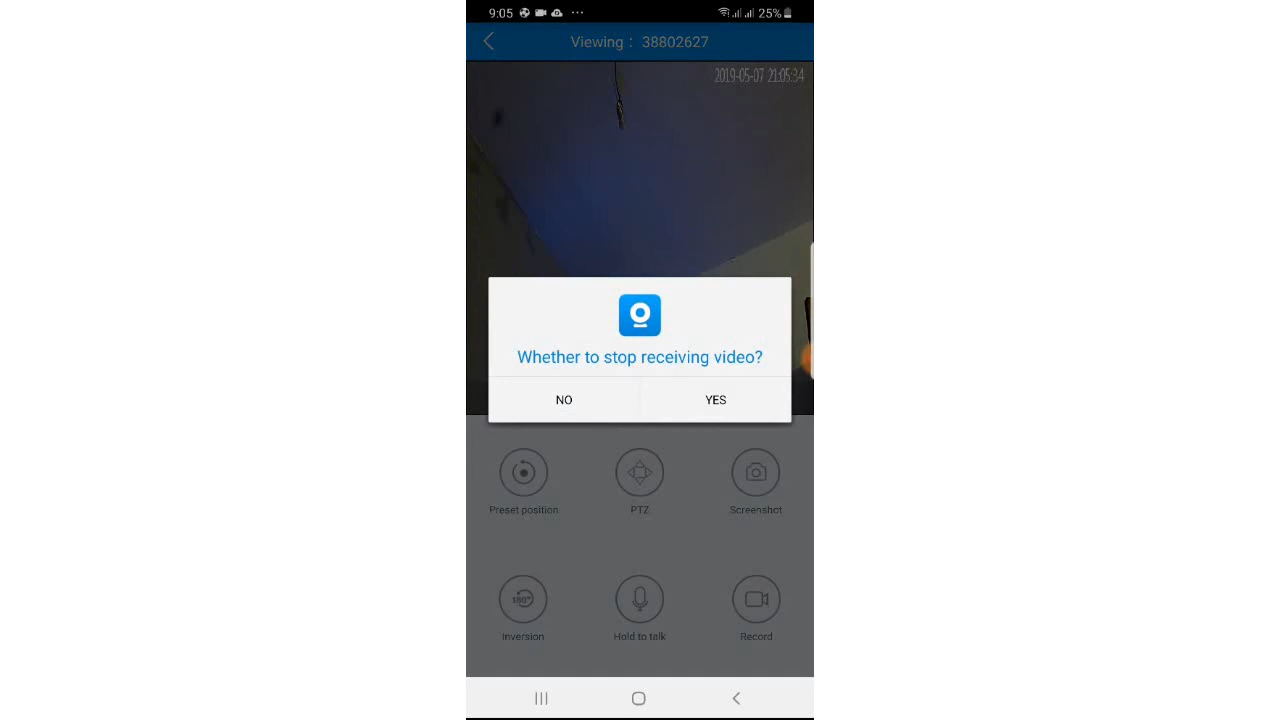 9:05 ··· 25%
Viewing : 38802627
2019-05-07 21:05:34
Whether to stop receiving video?
NO YES
Preset position PTZ Screenshot
180°
Inversion Hold to talk Record